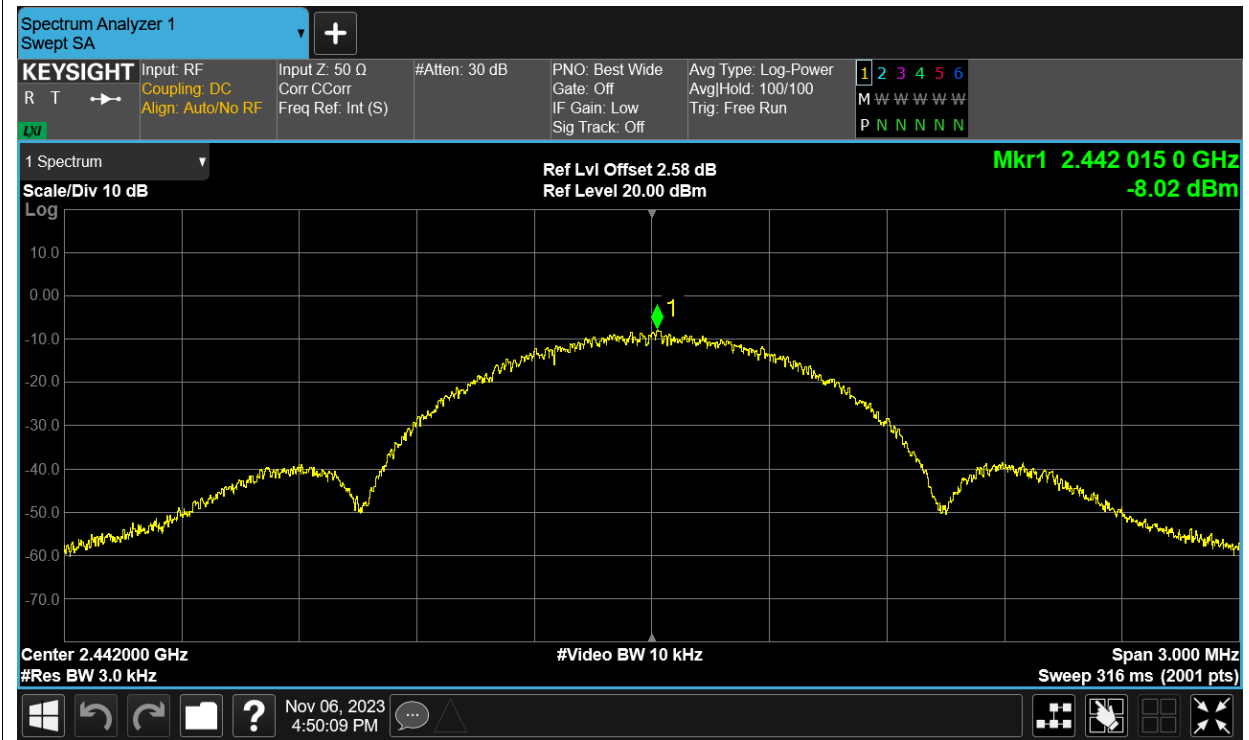 Spectrum Analyzer 1
Swept SA
KEYSIGHT
R T
LXI
Input: RF
Coupling: DC
Align: Auto/No RF
Input Z: 50 Ω
Corr CCorr
Freq Ref: Int (S)
#Atten: 30 dB
PNO: Best Wide
Gate: Off
IF Gain: Low
Sig Track: Off
Avg Type: Log-Power
Avg|Hold: 100/100
Trig: Free Run
1 2 3 4 5 6
M W W W W W
P N N N N N
1 Spectrum
Scale/Div 10 dB
Log
Ref Lvl Offset 2.58 dB
Ref Level 20.00 dBm
Mkr1 2.442 015 0 GHz
-8.02 dBm
10.0
0.00
-10.0
-20.0
-30.0
-40.0
-50.0
-60.0
-70.0
1
Center 2.442000 GHz
#Res BW 3.0 kHz
#Video BW 10 kHz
Span 3.000 MHz
Sweep 316 ms (2001 pts)
?
Nov 06, 2023
4:50:09 PM